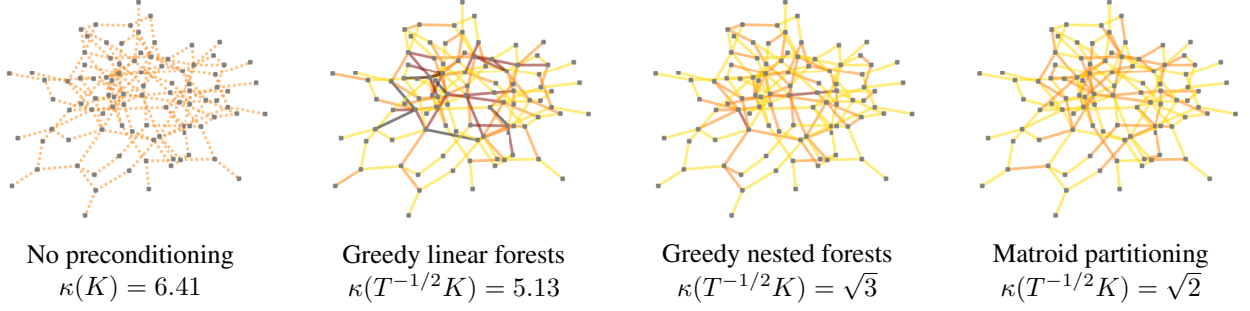 No preconditioning
κ(K) = 6.41
Greedy linear forests
κ(T^{-1/2}K) = 5.13
Greedy nested forests
κ(T^{-1/2}K) = √3
Matroid partitioning
κ(T^{-1/2}K) = √2